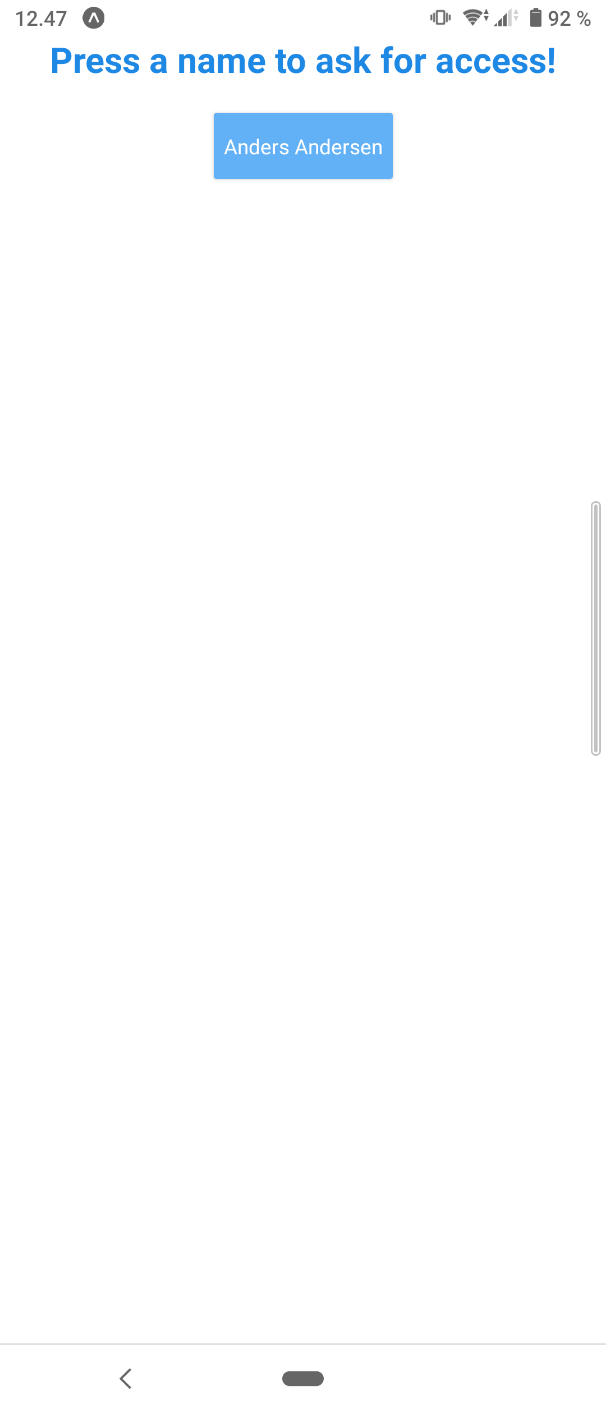 12.47 92 %
Press a name to ask for access!
Anders Andersen